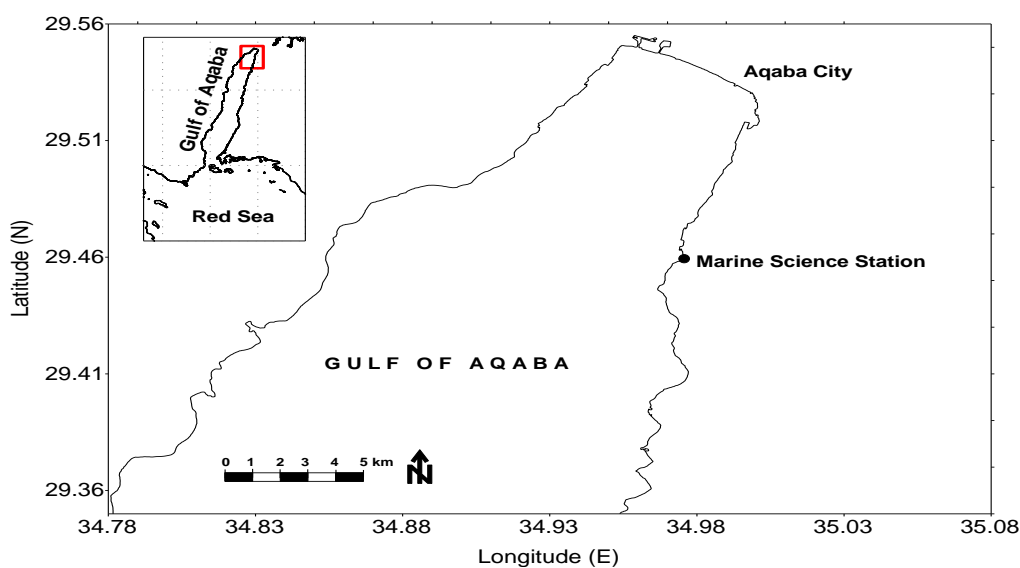 29.56
29.51
29.46
29.41
29.36
Latitude (N)
Gulf of Aqaba
Red Sea
Aqaba City
Marine Science Station
GULF OF AQABA
0 1 2 3 4 5 km
N
34.78 34.83 34.88 34.93 34.98 35.03 35.08
Longitude (E)